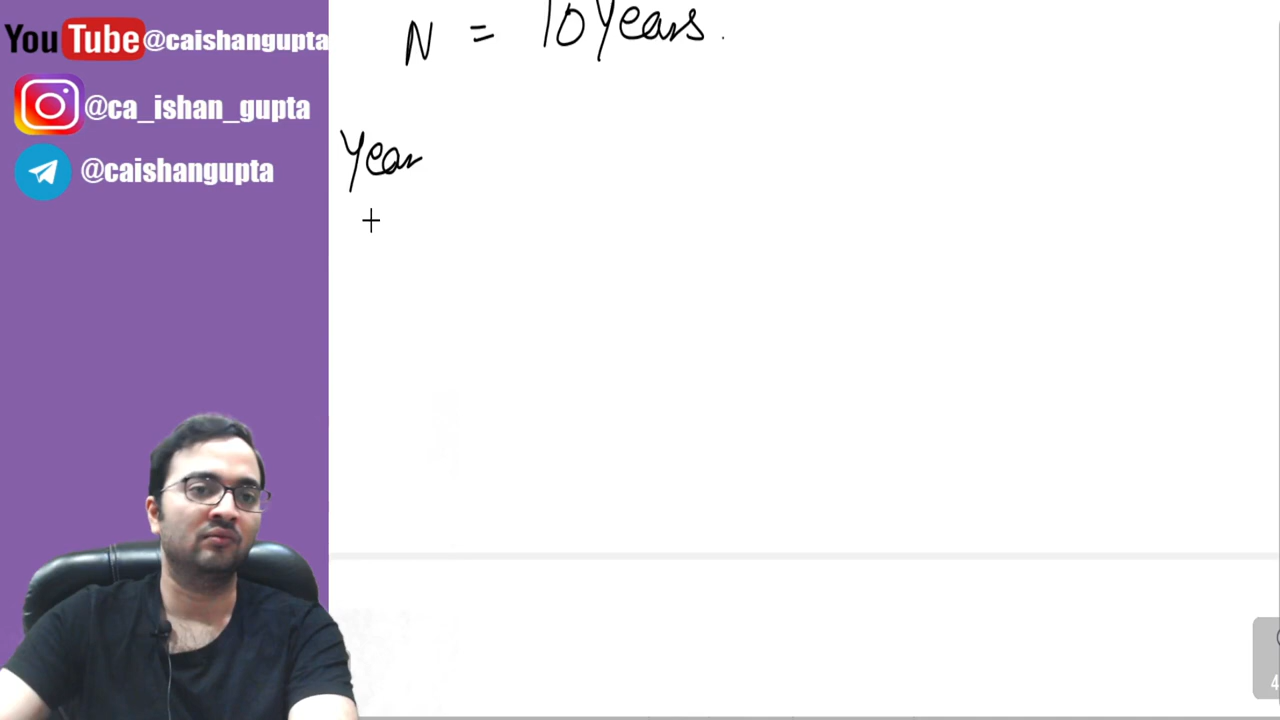 YouTube @caishangupta
@ca_ishan_gupta
@caishangupta
N = 10 Years.
Year